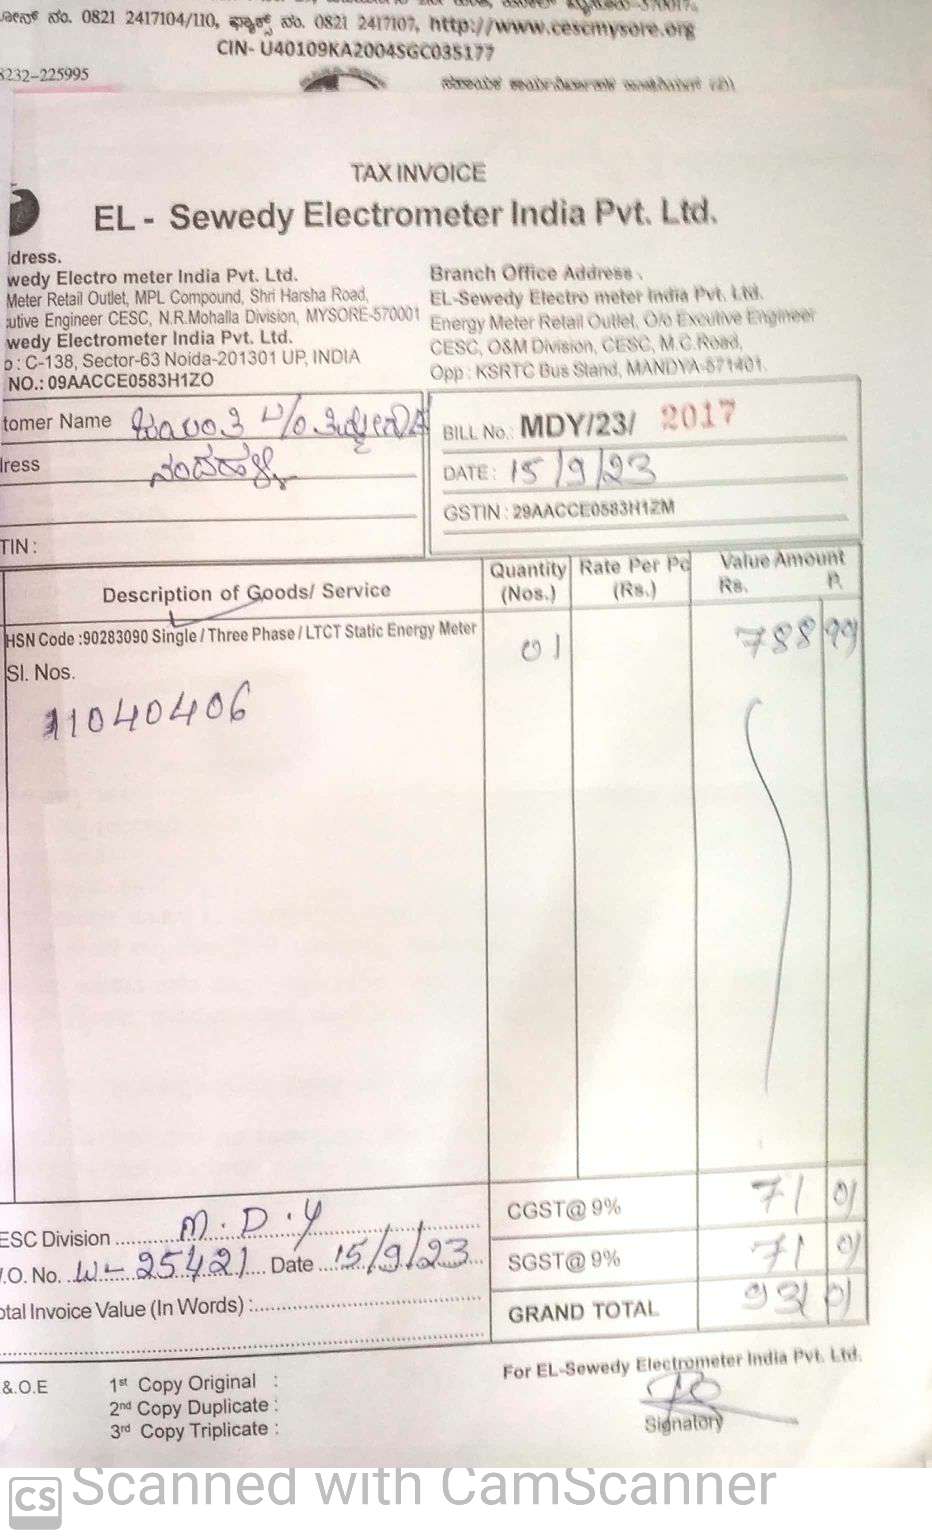 ನಂ. 0821 2417104/110, ಫ್ಯಾಕ್ಸ್ ನಂ. 0821 2417107, http://www.cescmysore.org
CIN- U40109KA2004SGC035177
8232-225995
TAX INVOICE
EL - Sewedy Electrometer India Pvt. Ltd.
dress.
wedy Electro meter India Pvt. Ltd.
Meter Retail Outlet, MPL Compound, Shri Harsha Road,
utive Engineer CESC, N.R.Mohalla Division, MYSORE-570001
wedy Electrometer India Pvt. Ltd.
o : C-138, Sector-63 Noida-201301 UP, INDIA
NO.: 09AACCE0583H1ZO
Branch Office Address .
EL-Sewedy Electro meter India Pvt. Ltd.
Energy Meter Retail Outlet, O/o Excutive Engineer
CESC, O&M Division, CESC, M.C.Road,
Opp : KSRTC Bus Stand, MANDYA-571401.
tomer Name
dress
TIN :
BILL No.: MDY/23/ 2017
DATE : 15/9/23
GSTIN : 29AACCE0583H1ZM
Description of Goods/ Service Quantity (Nos.) Rate Per Pc (Rs.) Value Amount Rs. P.
HSN Code :90283090 Single / Three Phase / LTCT Static Energy Meter 01 788 99
Sl. Nos.
11040406
ESC Division M.D.Y
.O. No. W- 25421 Date 15/9/23
otal Invoice Value (In Words) :
CGST@ 9% 71 01
SGST@ 9% 71 01
GRAND TOTAL 931 01
&.O.E
1st Copy Original :
2nd Copy Duplicate :
3rd Copy Triplicate :
For EL-Sewedy Electrometer India Pvt. Ltd.
Signatory
CS Scanned with CamScanner